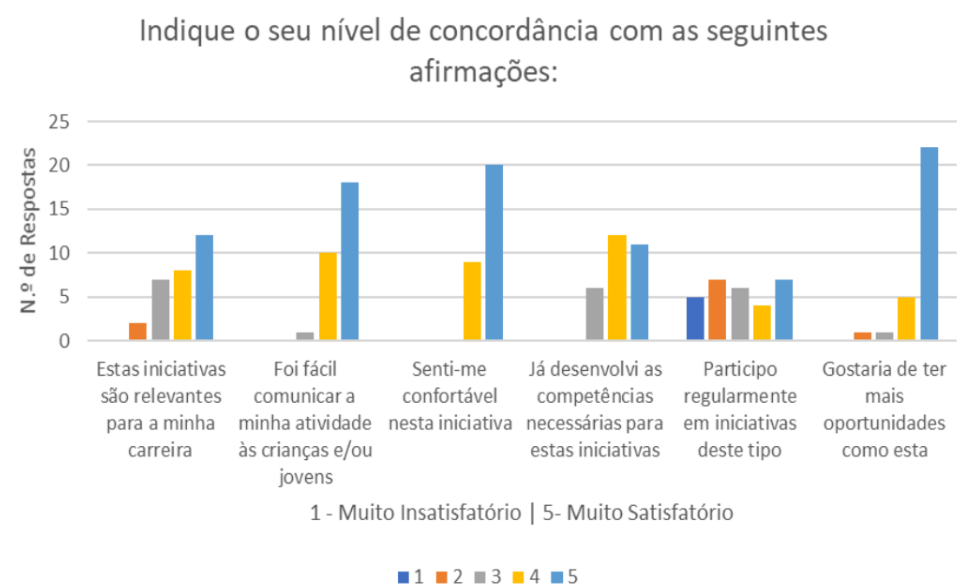 Indique o seu nível de concordância com as seguintes
afirmações:
25
20
15
10
5
0
N.º de Respostas
Estas iniciativas
são relevantes
para a minha
carreira
Foi fácil
comunicar a
minha atividade
às crianças e/ou
jovens
Senti-me
confortável
nesta iniciativa
Já desenvolvi as
competências
necessárias para
estas iniciativas
Participo
regularmente
em iniciativas
deste tipo
Gostaria de ter
mais
oportunidades
como esta
1 - Muito Insatisfatório | 5- Muito Satisfatório
1 2 3 4 5